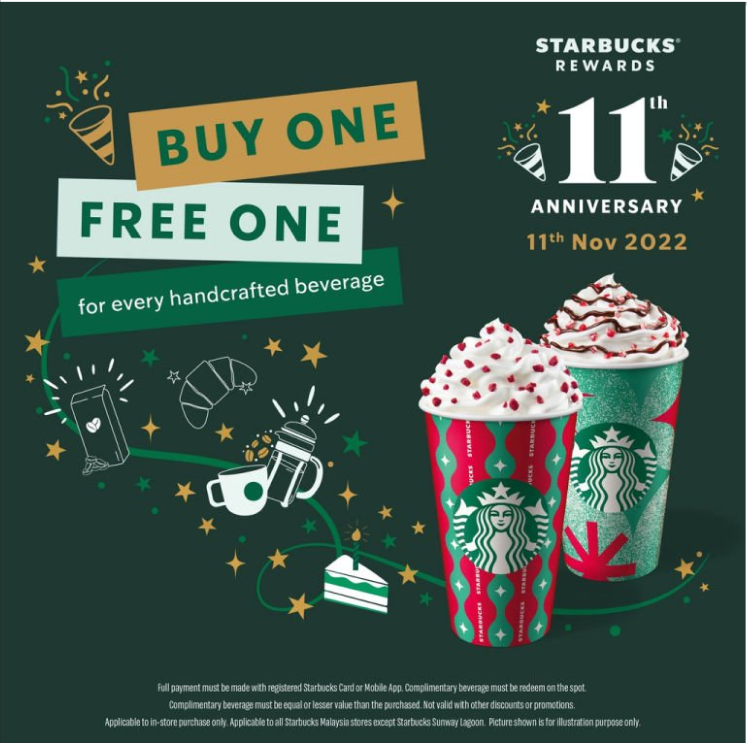 STARBUCKS®
REWARDS
11th
ANNIVERSARY
11th Nov 2022
BUY ONE
FREE ONE
for every handcrafted beverage
STARBUCKS
STARBUCKS
STARBUCKS
STARBUCKS
Full payment must be made with registered Starbucks Card or Mobile App. Complimentary beverage must be redeem on the spot.
Complimentary beverage must be equal or lesser value than the purchased. Not valid with other discounts or promotions.
Applicable to in-store purchase only. Applicable to all Starbucks Malaysia stores except Starbucks Sunway Lagoon. Picture shown is for illustration purpose only.